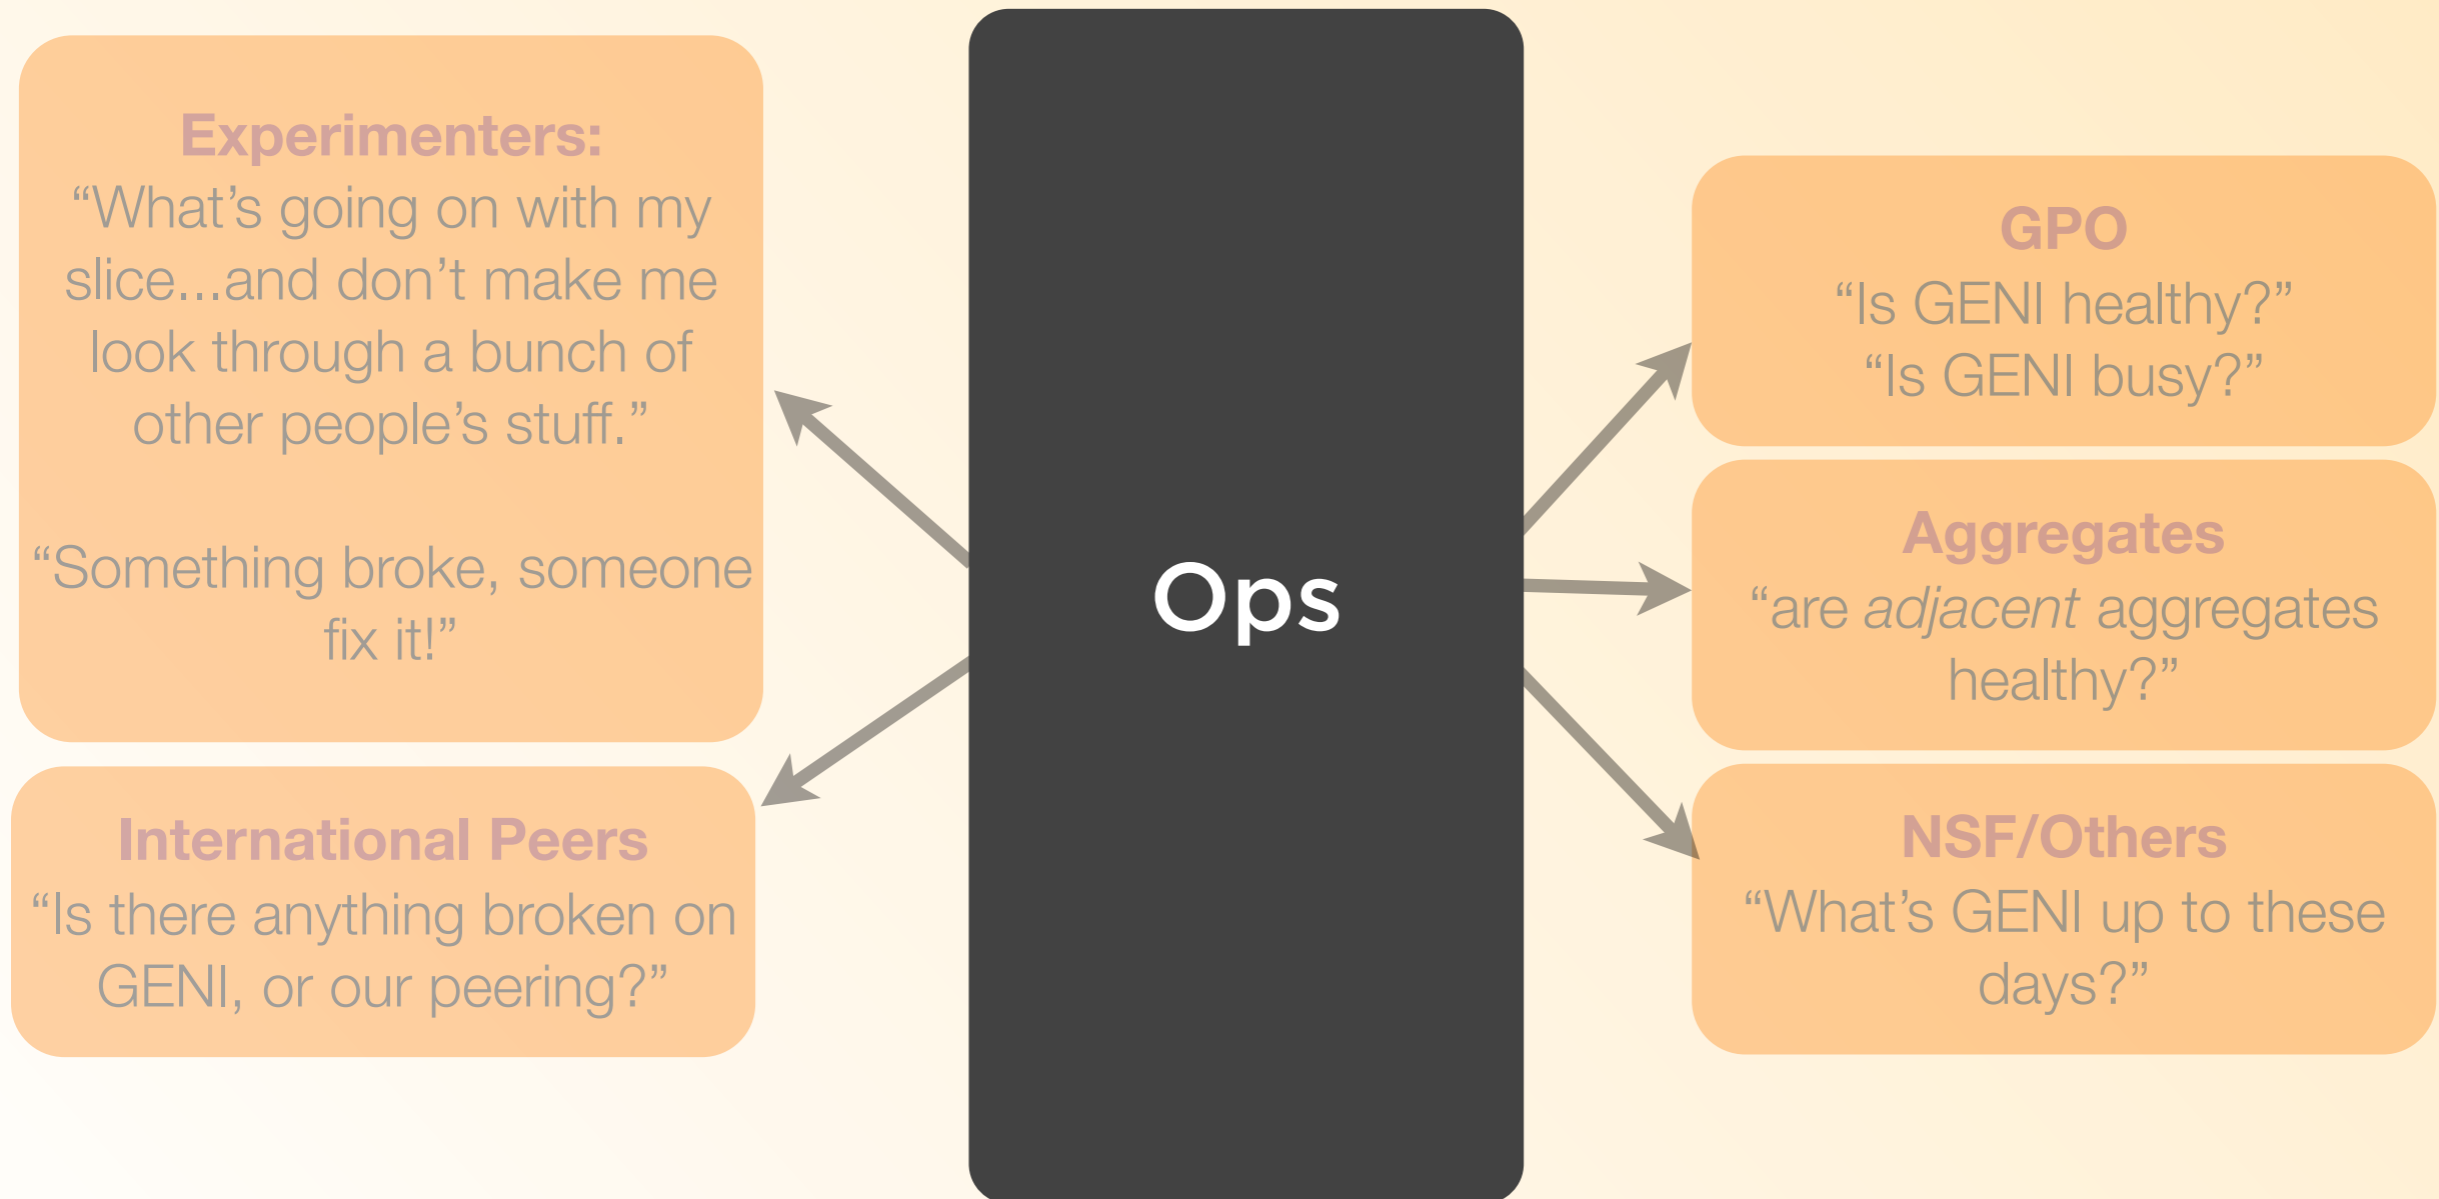 Experimenters:
“What’s going on with my
slice...and don’t make me
look through a bunch of
other people’s stuff.”
“Something broke, someone
fix it!”
International Peers
“Is there anything broken on
GENI, or our peering?”
Ops
GPO
“Is GENI healthy?”
“Is GENI busy?”
Aggregates
“are adjacent aggregates
healthy?”
NSF/Others
“What’s GENI up to these
days?”